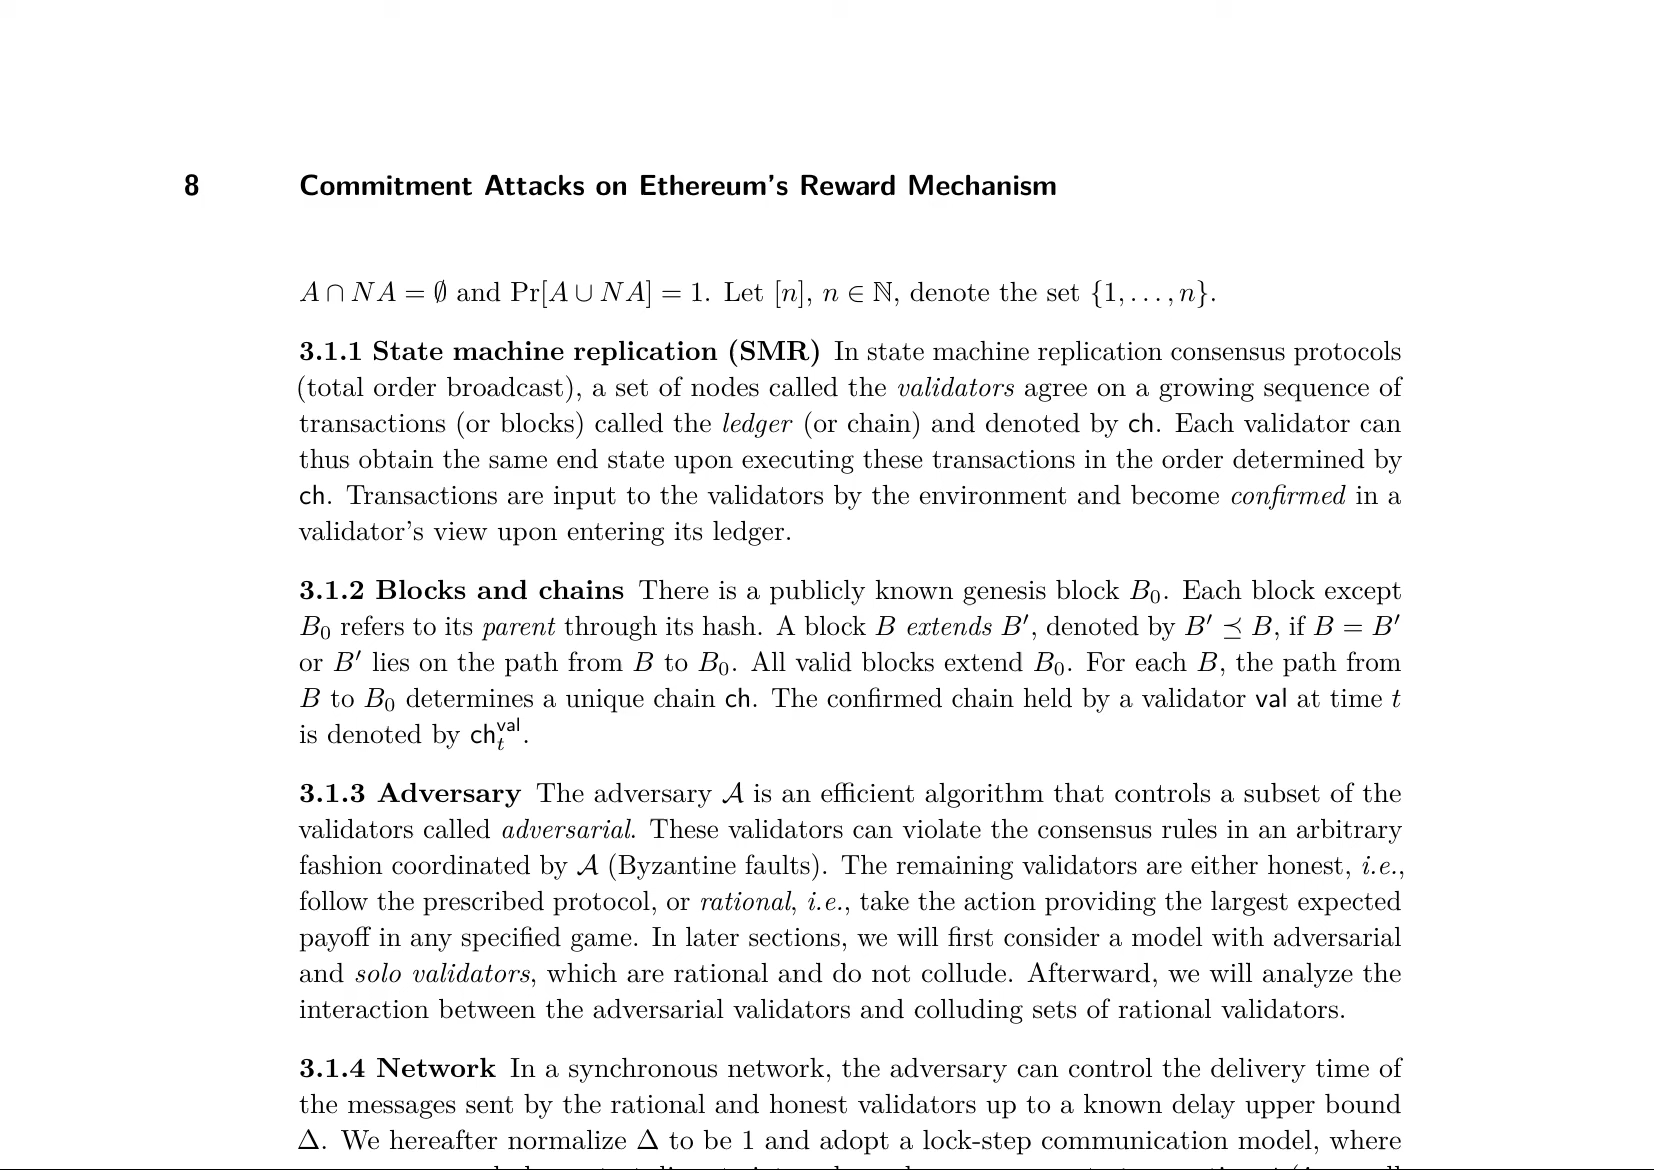 8 Commitment Attacks on Ethereum's Reward Mechanism
A ∩ NA = ∅ and Pr[A ∪ NA] = 1. Let [n], n ∈ ℕ, denote the set {1, . . . , n}.
3.1.1 State machine replication (SMR) In state machine replication consensus protocols
(total order broadcast), a set of nodes called the validators agree on a growing sequence of
transactions (or blocks) called the ledger (or chain) and denoted by ch. Each validator can
thus obtain the same end state upon executing these transactions in the order determined by
ch. Transactions are input to the validators by the environment and become confirmed in a
validator's view upon entering its ledger.
3.1.2 Blocks and chains There is a publicly known genesis block B₀. Each block except
B₀ refers to its parent through its hash. A block B extends B′, denoted by B′ ⪯ B, if B = B′
or B′ lies on the path from B to B₀. All valid blocks extend B₀. For each B, the path from
B to B₀ determines a unique chain ch. The confirmed chain held by a validator val at time t
is denoted by ch_t^val.
3.1.3 Adversary The adversary 𝒜 is an efficient algorithm that controls a subset of the
validators called adversarial. These validators can violate the consensus rules in an arbitrary
fashion coordinated by 𝒜 (Byzantine faults). The remaining validators are either honest, i.e.,
follow the prescribed protocol, or rational, i.e., take the action providing the largest expected
payoff in any specified game. In later sections, we will first consider a model with adversarial
and solo validators, which are rational and do not collude. Afterward, we will analyze the
interaction between the adversarial validators and colluding sets of rational validators.
3.1.4 Network In a synchronous network, the adversary can control the delivery time of
the messages sent by the rational and honest validators up to a known delay upper bound
Δ. We hereafter normalize Δ to be 1 and adopt a lock-step communication model, where